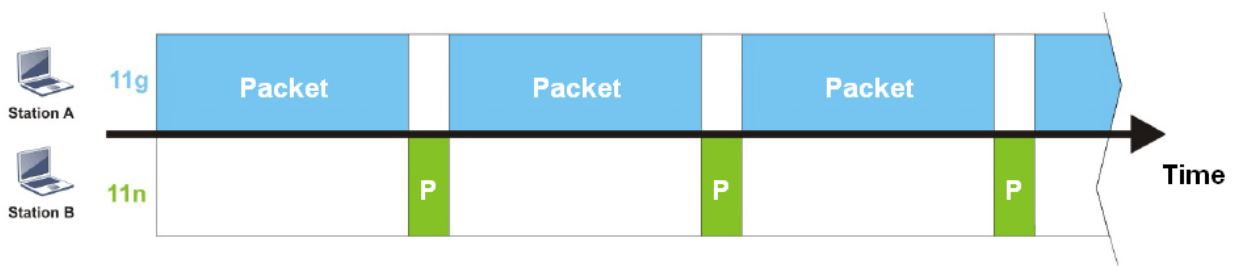 11g Packet Packet Packet
Station A
11n P P P
Station B
Time